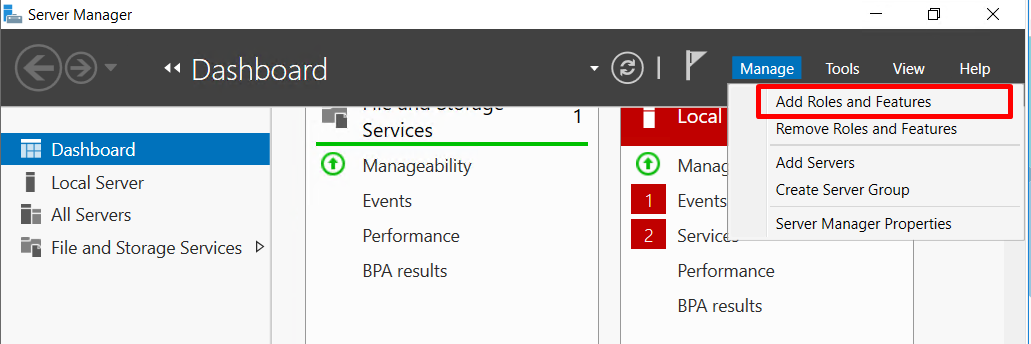 Server Manager
Dashboard
Manage Tools View Help
Add Roles and Features
Remove Roles and Features
Add Servers
Create Server Group
Server Manager Properties
Dashboard
Local Server
All Servers
File and Storage Services
File and Storage 1
Services
Manageability
Events
Performance
BPA results
Local
Manag
1 Events
2 Services
Performance
BPA results